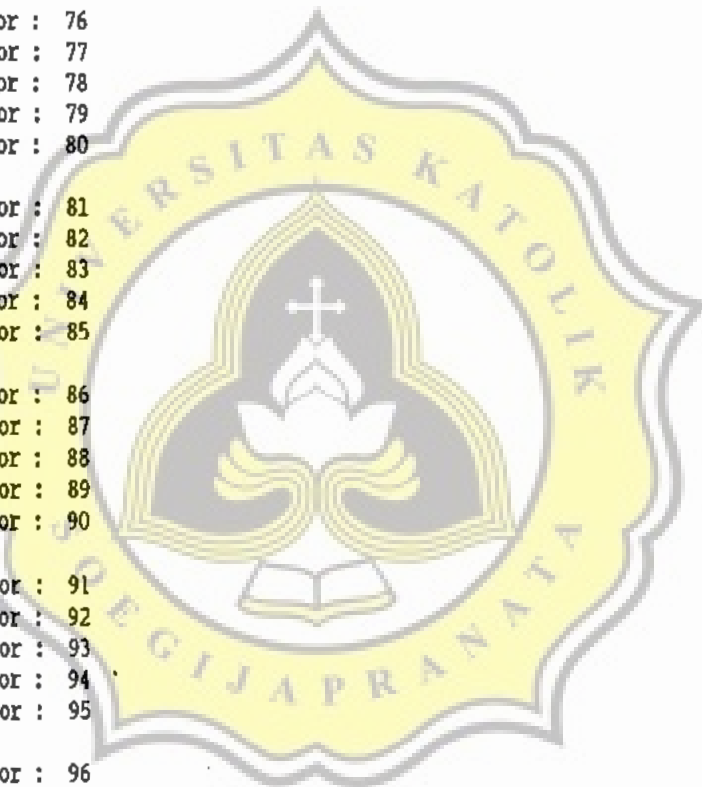 or : 76
or : 77
or : 78
or : 79
or : 80
or : 81
or : 82
or : 83
or : 84
or : 85
or : 86
or : 87
or : 88
or : 89
or : 90
or : 91
or : 92
or : 93
or : 94
or : 95
or : 96
UNIVERSITAS KATOLIK
SOEGIJAPRANATA